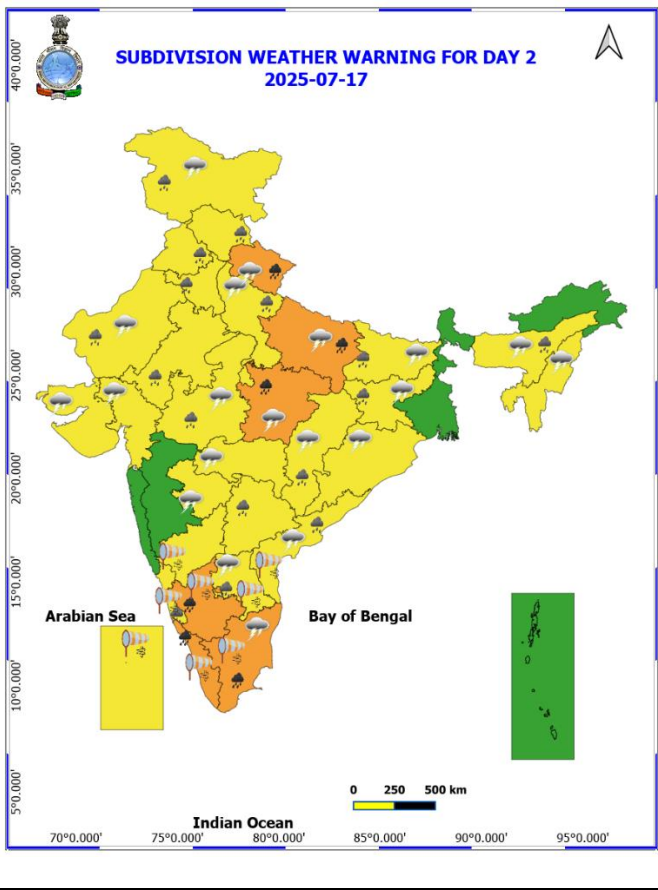 SUBDIVISION WEATHER WARNING FOR DAY 2
2025-07-17
40°0.000'
35°0.000'
30°0.000'
25°0.000'
20°0.000'
15°0.000'
10°0.000'
5°0.000'
Arabian Sea
Bay of Bengal
0 250 500 km
Indian Ocean
70°0.000' 75°0.000' 80°0.000' 85°0.000' 90°0.000' 95°0.000'